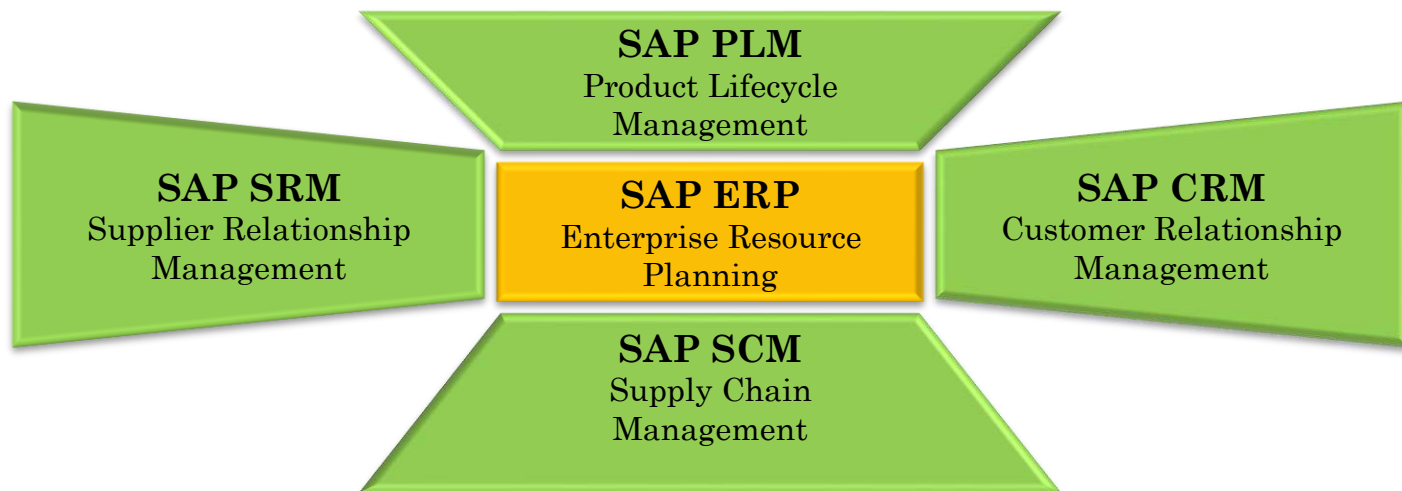 SAP PLM
Product Lifecycle
Management
SAP SRM
Supplier Relationship
Management
SAP ERP
Enterprise Resource
Planning
SAP CRM
Customer Relationship
Management
SAP SCM
Supply Chain
Management